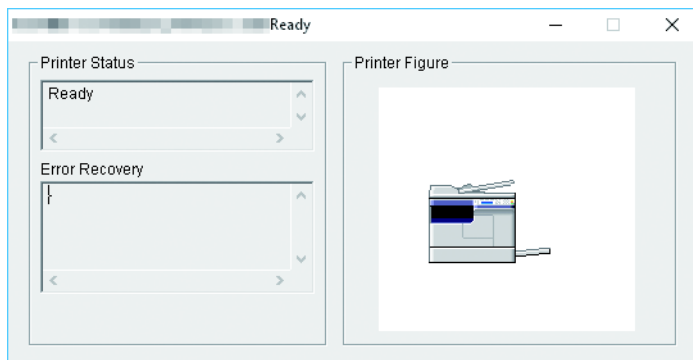 Ready
Printer Status
Ready
Error Recovery
Printer Figure